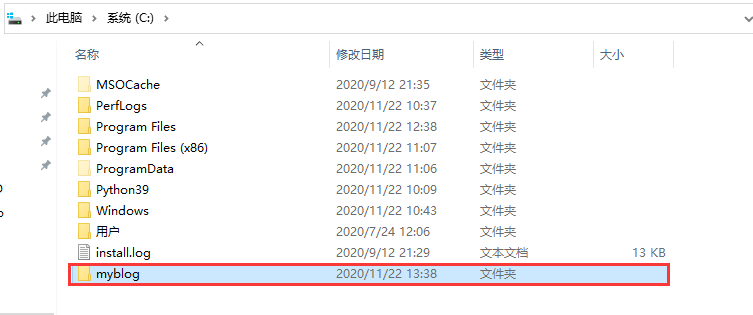 此电脑 > 系统 (C:) >
名称 修改日期 类型 大小
MSOCache 2020/9/12 21:35 文件夹
PerfLogs 2020/11/22 10:37 文件夹
Program Files 2020/11/22 12:38 文件夹
Program Files (x86) 2020/11/22 11:07 文件夹
ProgramData 2020/11/22 11:06 文件夹
Python39 2020/11/22 10:09 文件夹
Windows 2020/11/22 10:43 文件夹
用户 2020/7/24 12:06 文件夹
install.log 2020/9/12 21:29 文本文档 13 KB
myblog 2020/11/22 13:38 文件夹